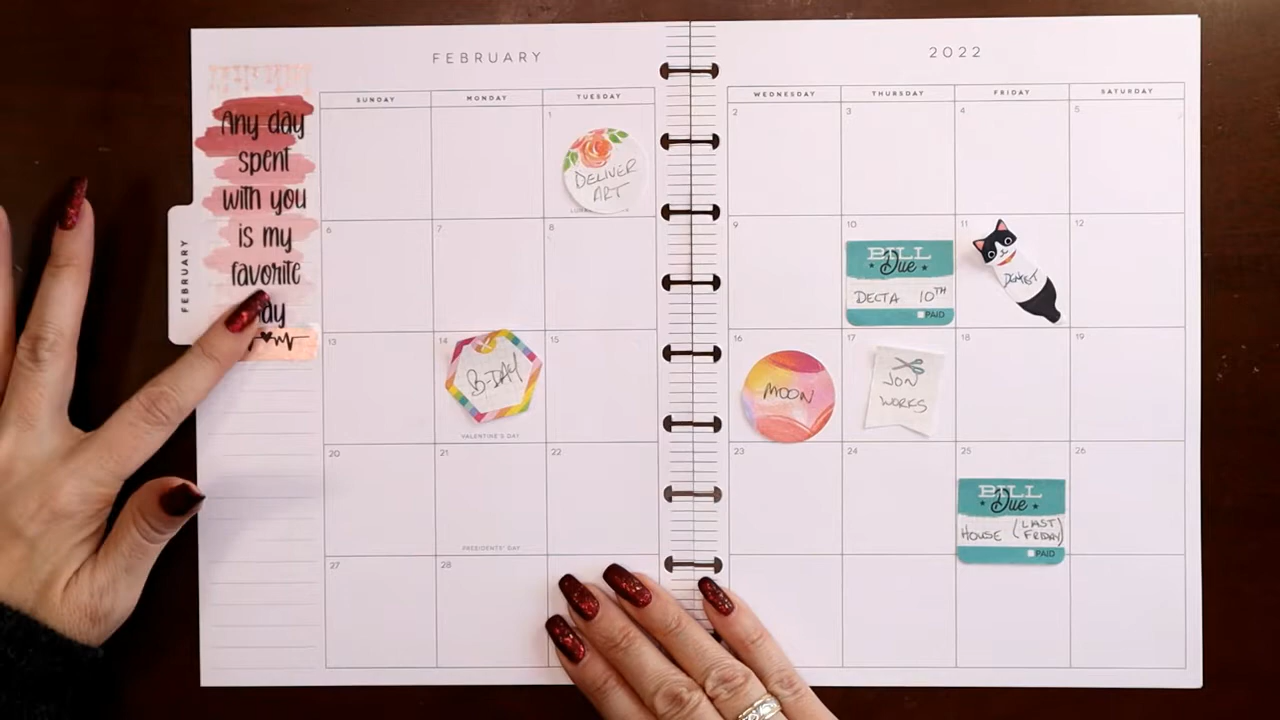 FEBRUARY
2022
SUNDAY
MONDAY
TUESDAY
WEDNESDAY
THURSDAY
FRIDAY
SATURDAY
Any day
spent
with you
is my
favorite
day
FEBRUARY
1
DELIVER
ART
2
3
4
5
6
7
8
9
10
BILL
Due
DECTA 10TH
PAID
11
DENTIST
12
13
14
B-DAY
VALENTINE'S DAY
15
16
MOON
17
JON
WORKS
18
19
20
21
PRESIDENTS' DAY
22
23
24
25
BILL
Due
HOUSE (LAST
FRIDAY)
PAID
26
27
28